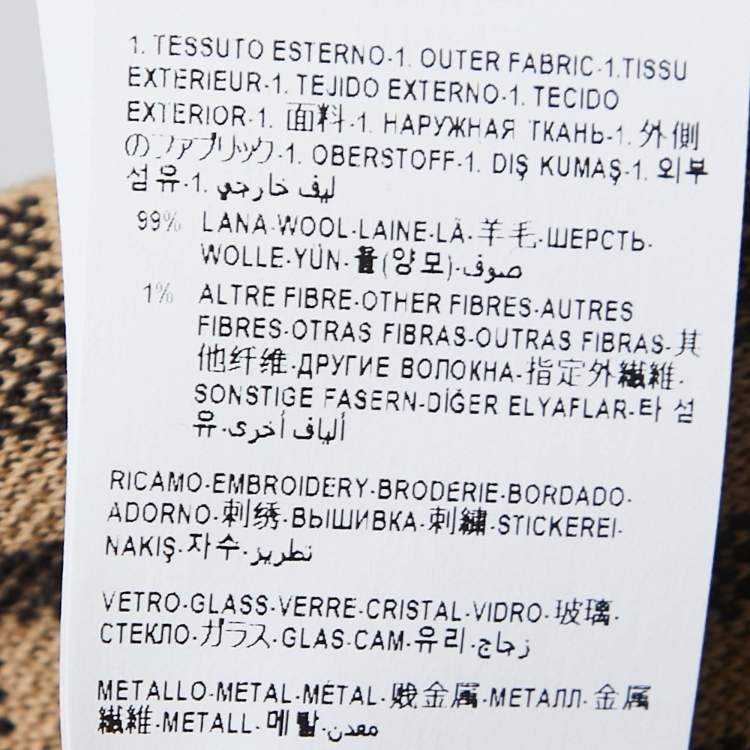 1. TESSUTO ESTERNO·1. OUTER FABRIC·1.TISSU
EXTERIEUR·1. TEJIDO EXTERNO·1. TECIDO
EXTERIOR·1. 面料·1. НАРУЖНАЯ ТКАНЬ·1. 外側
のファブリック·1. OBERSTOFF·1. DIŞ KUMAŞ·1. 외부
섬유·1. ليف خارجي
99% LANA·WOOL·LAINE·LÃ·羊毛·ШЕРСТЬ·
WOLLE·YÜN·울(양모)·صوف
1% ALTRE FIBRE·OTHER FIBRES·AUTRES
FIBRES·OTRAS FIBRAS·OUTRAS FIBRAS·其
他纤维·ДРУГИЕ ВОЛОКНА·指定外繊維·
SONSTIGE FASERN·DİĞER ELYAFLAR·타 섬
유·ألياف أخرى
RICAMO·EMBROIDERY·BRODERIE·BORDADO·
ADORNO·刺绣·ВЫШИВКА·刺繍·STICKEREI·
NAKIŞ·자수·تطريز
VETRO·GLASS·VERRE·CRISTAL·VIDRO·玻璃·
СТЕКЛО·ガラス·GLAS·CAM·유리·زجاج
METALLO·METAL·MÉTAL·贱金属·МЕТАЛЛ·金属
繊維·METALL·메탈·معدن